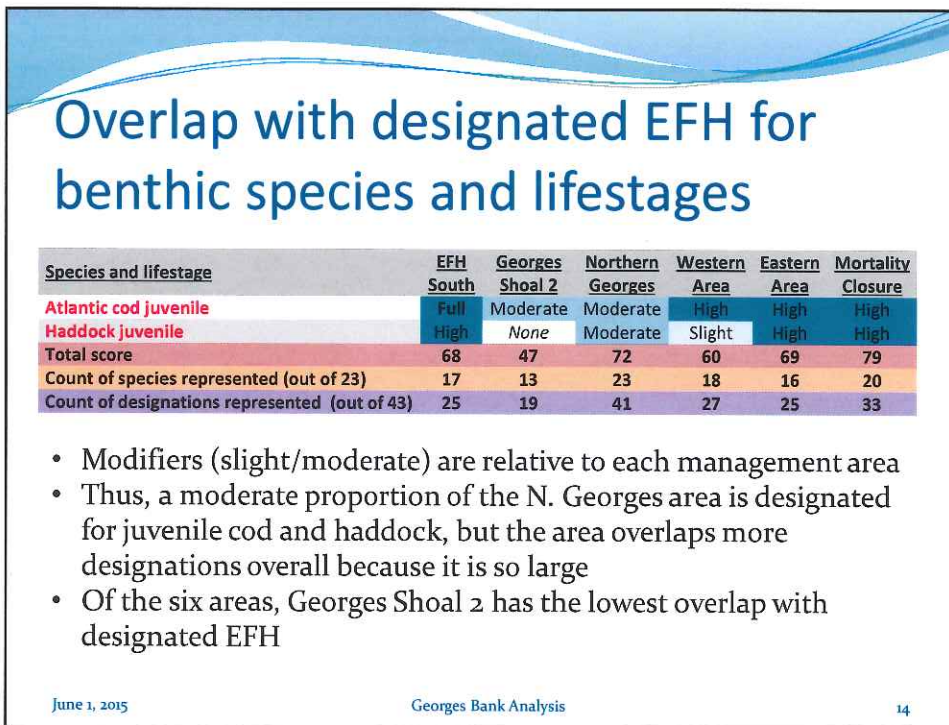 Overlap with designated EFH for
benthic species and lifestages
Species and lifestage EFH South Georges Shoal 2 Northern Georges Western Area Eastern Area Mortality Closure
Atlantic cod juvenile Full Moderate Moderate High High High
Haddock juvenile High None Moderate Slight High High
Total score 68 47 72 60 69 79
Count of species represented (out of 23) 17 13 23 18 16 20
Count of designations represented (out of 43) 25 19 41 27 25 33
• Modifiers (slight/moderate) are relative to each management area
• Thus, a moderate proportion of the N. Georges area is designated
for juvenile cod and haddock, but the area overlaps more
designations overall because it is so large
• Of the six areas, Georges Shoal 2 has the lowest overlap with
designated EFH
June 1, 2015 Georges Bank Analysis 14